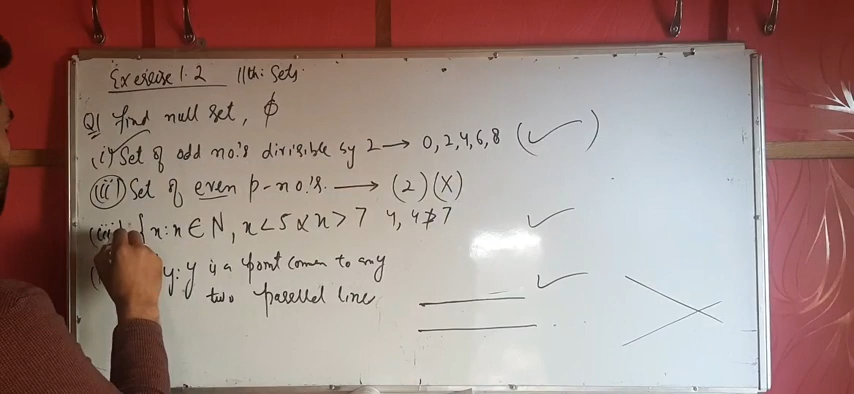 Exercise 1.2 11th: Sets.
Q1 find null set, ϕ
(i) Set of odd no.'s divisible by 2 → 0, 2, 4, 6, 8 (✓)
(ii) Set of even p-no.'s. → (2) (X)
(iii) {x: x ∈ N, x < 5 & x > 7 4, 4 ≯ 7 ✓
y: y is a point common to any ✓
two parallel line